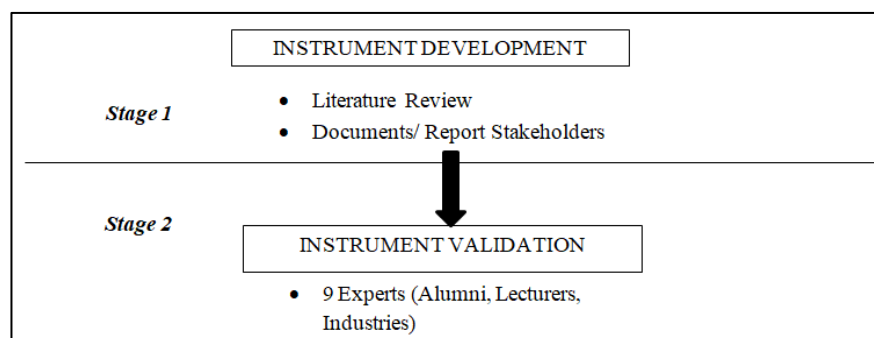 INSTRUMENT DEVELOPMENT
Stage 1
• Literature Review
• Documents/ Report Stakeholders
Stage 2
INSTRUMENT VALIDATION
• 9 Experts (Alumni, Lecturers,
Industries)